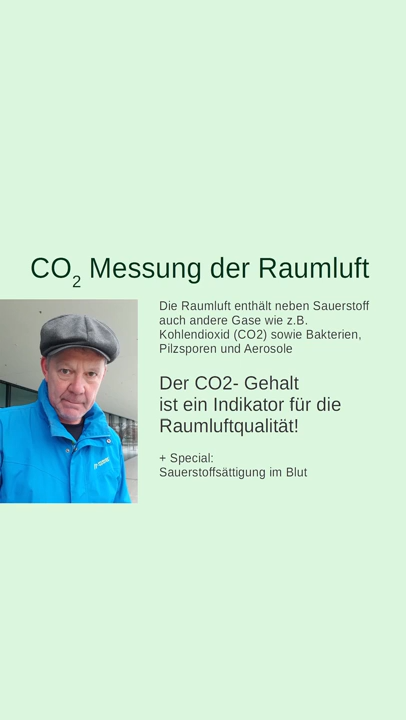 CO2 Messung der Raumluft
Die Raumluft enthält neben Sauerstoff
auch andere Gase wie z.B.
Kohlendioxid (CO2) sowie Bakterien,
Pilzsporen und Aerosole
Der CO2- Gehalt
ist ein Indikator für die
Raumluftqualität!
+ Special:
Sauerstoffsättigung im Blut